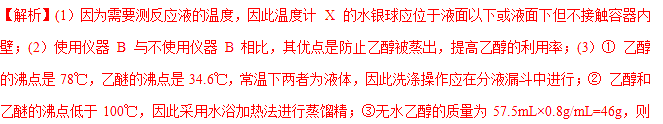 【解析】(1)因为需要测反应液的温度，因此温度计 X 的水银球应位于液面以下或液面下但不接触容器内
壁；(2) 使用仪器 B 与不使用仪器 B 相比，其优点是防止乙醇被蒸出，提高乙醇的利用率；(3)① 乙醇
的沸点是 78℃，乙醚的沸点是 34.6℃，常温下两者为液体，因此洗涤操作应在分液漏斗中进行；② 乙醇和
乙醚的沸点低于 100℃，因此采用水浴加热法进行蒸馏精；③无水乙醇的质量为 57.5mL×0.8g/mL=46g，则